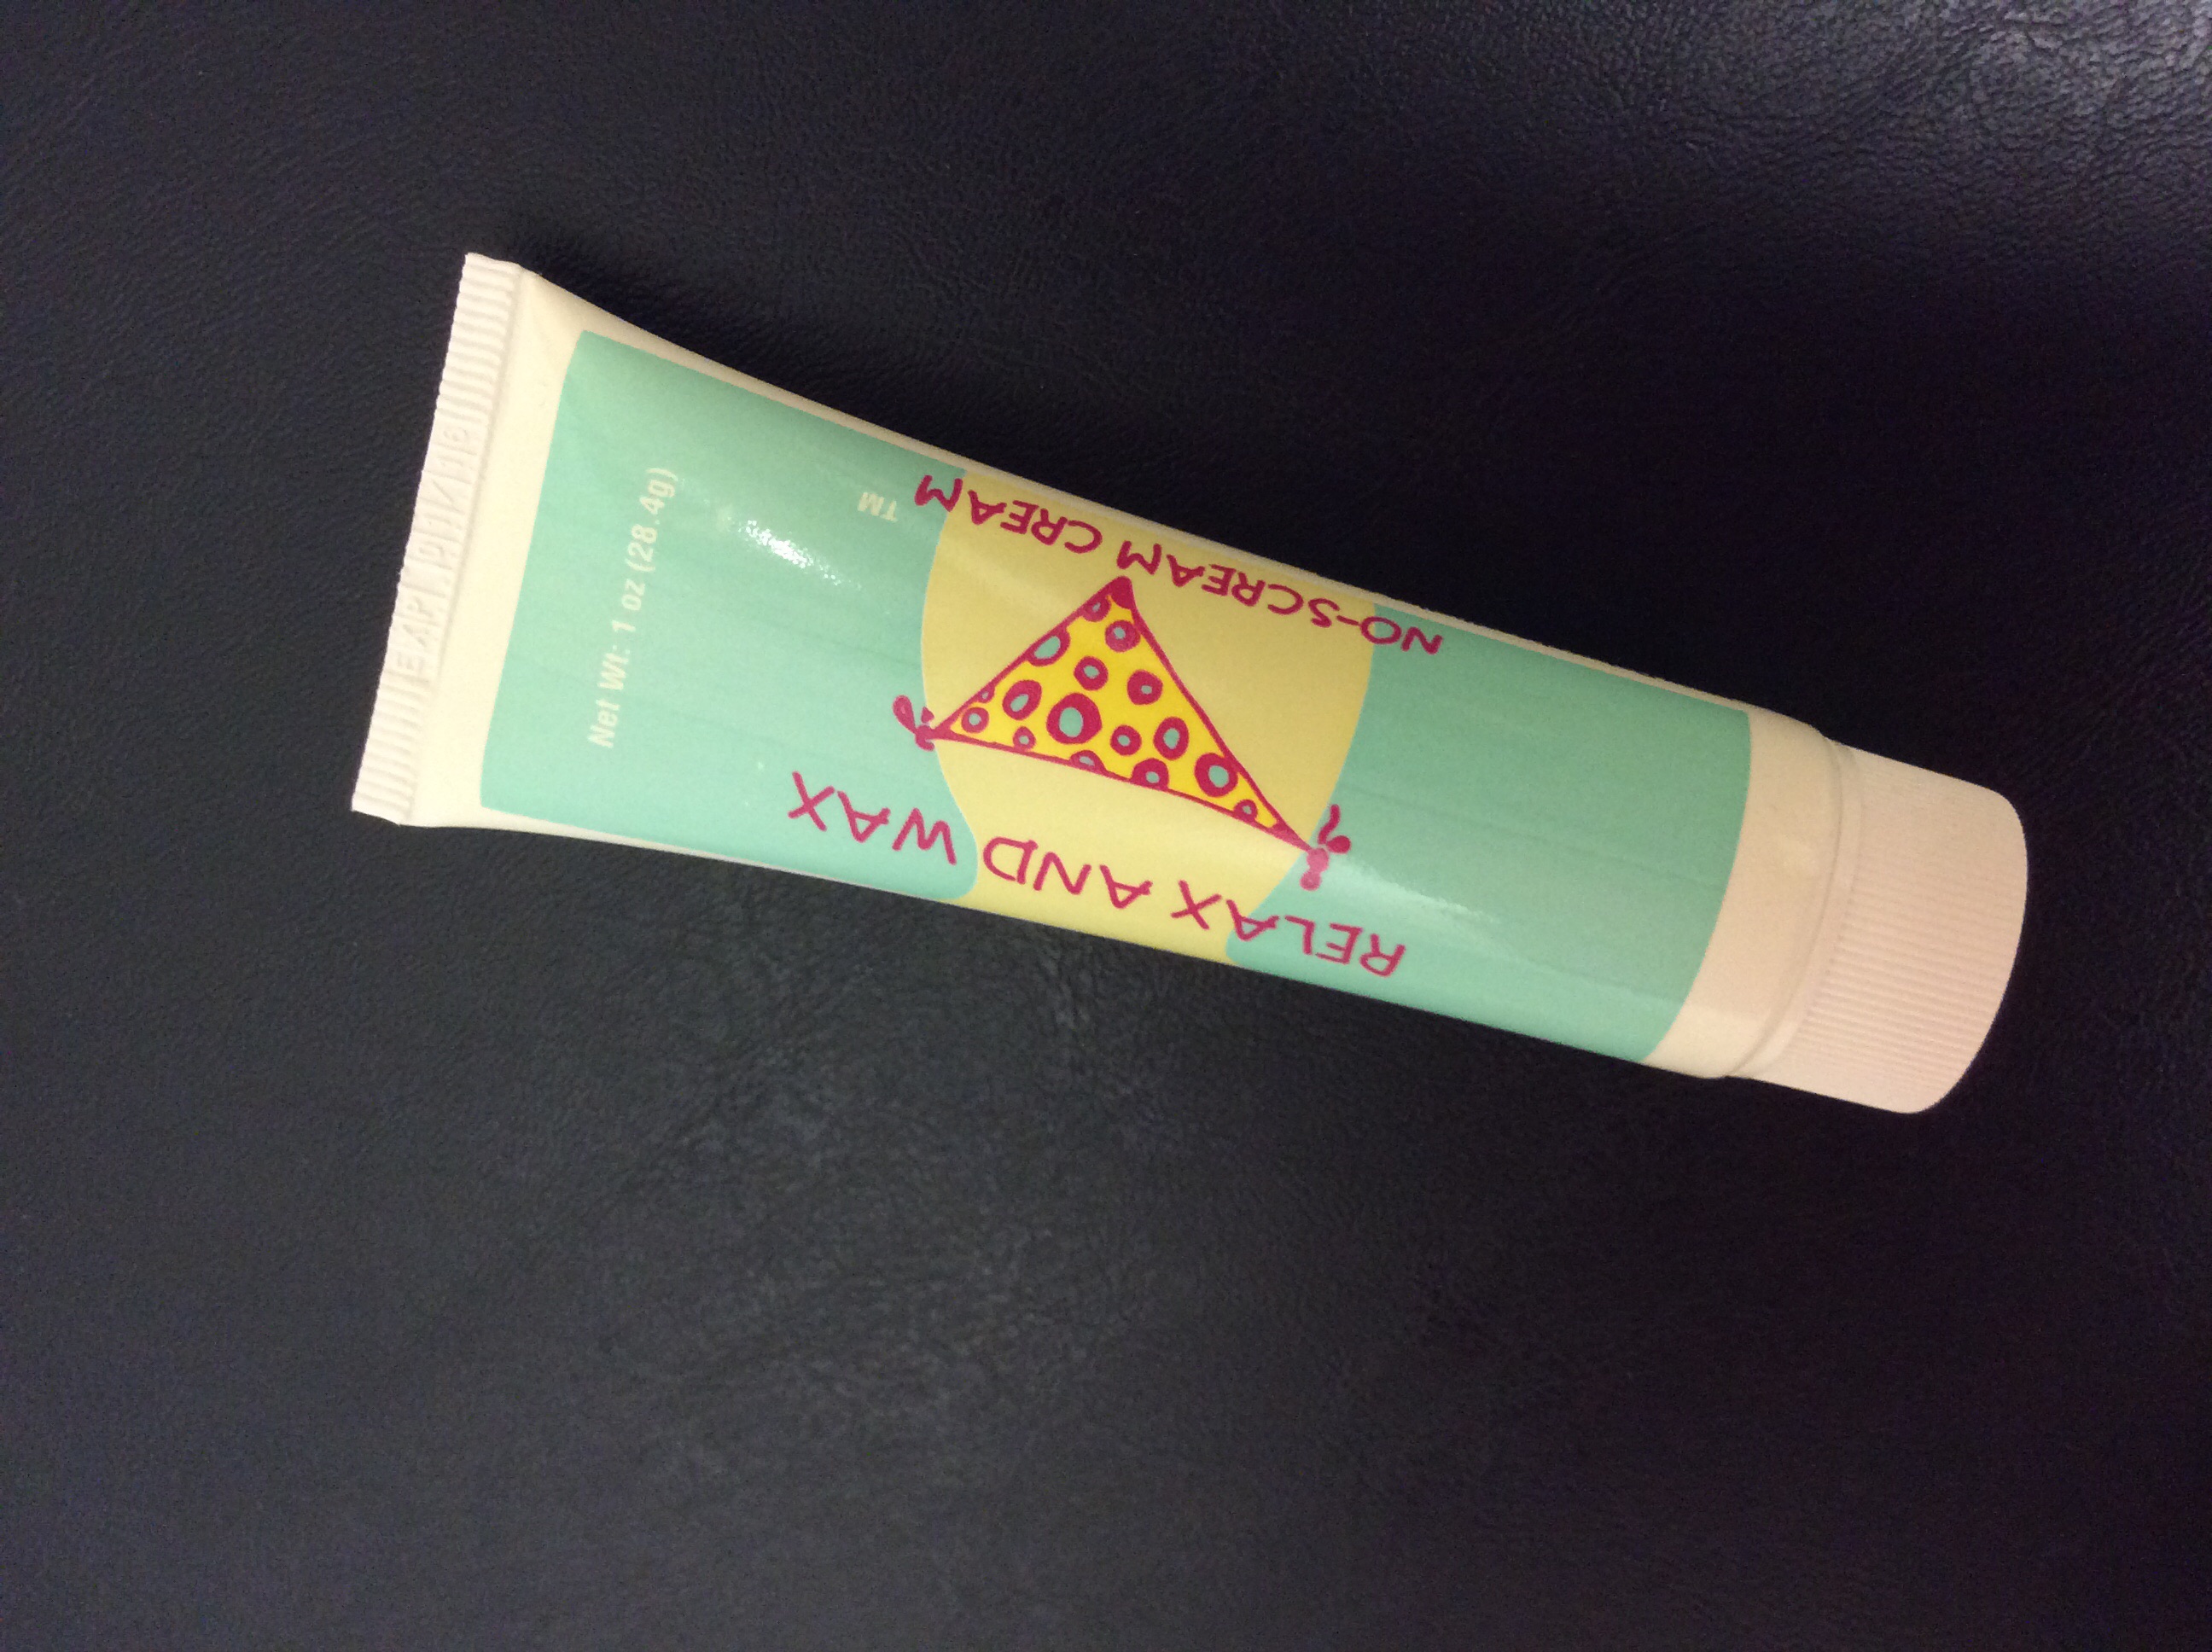 RELAX AND WAX
NO-SCREAM CREAM
TM
Net Wt: 1 oz (28.4g)